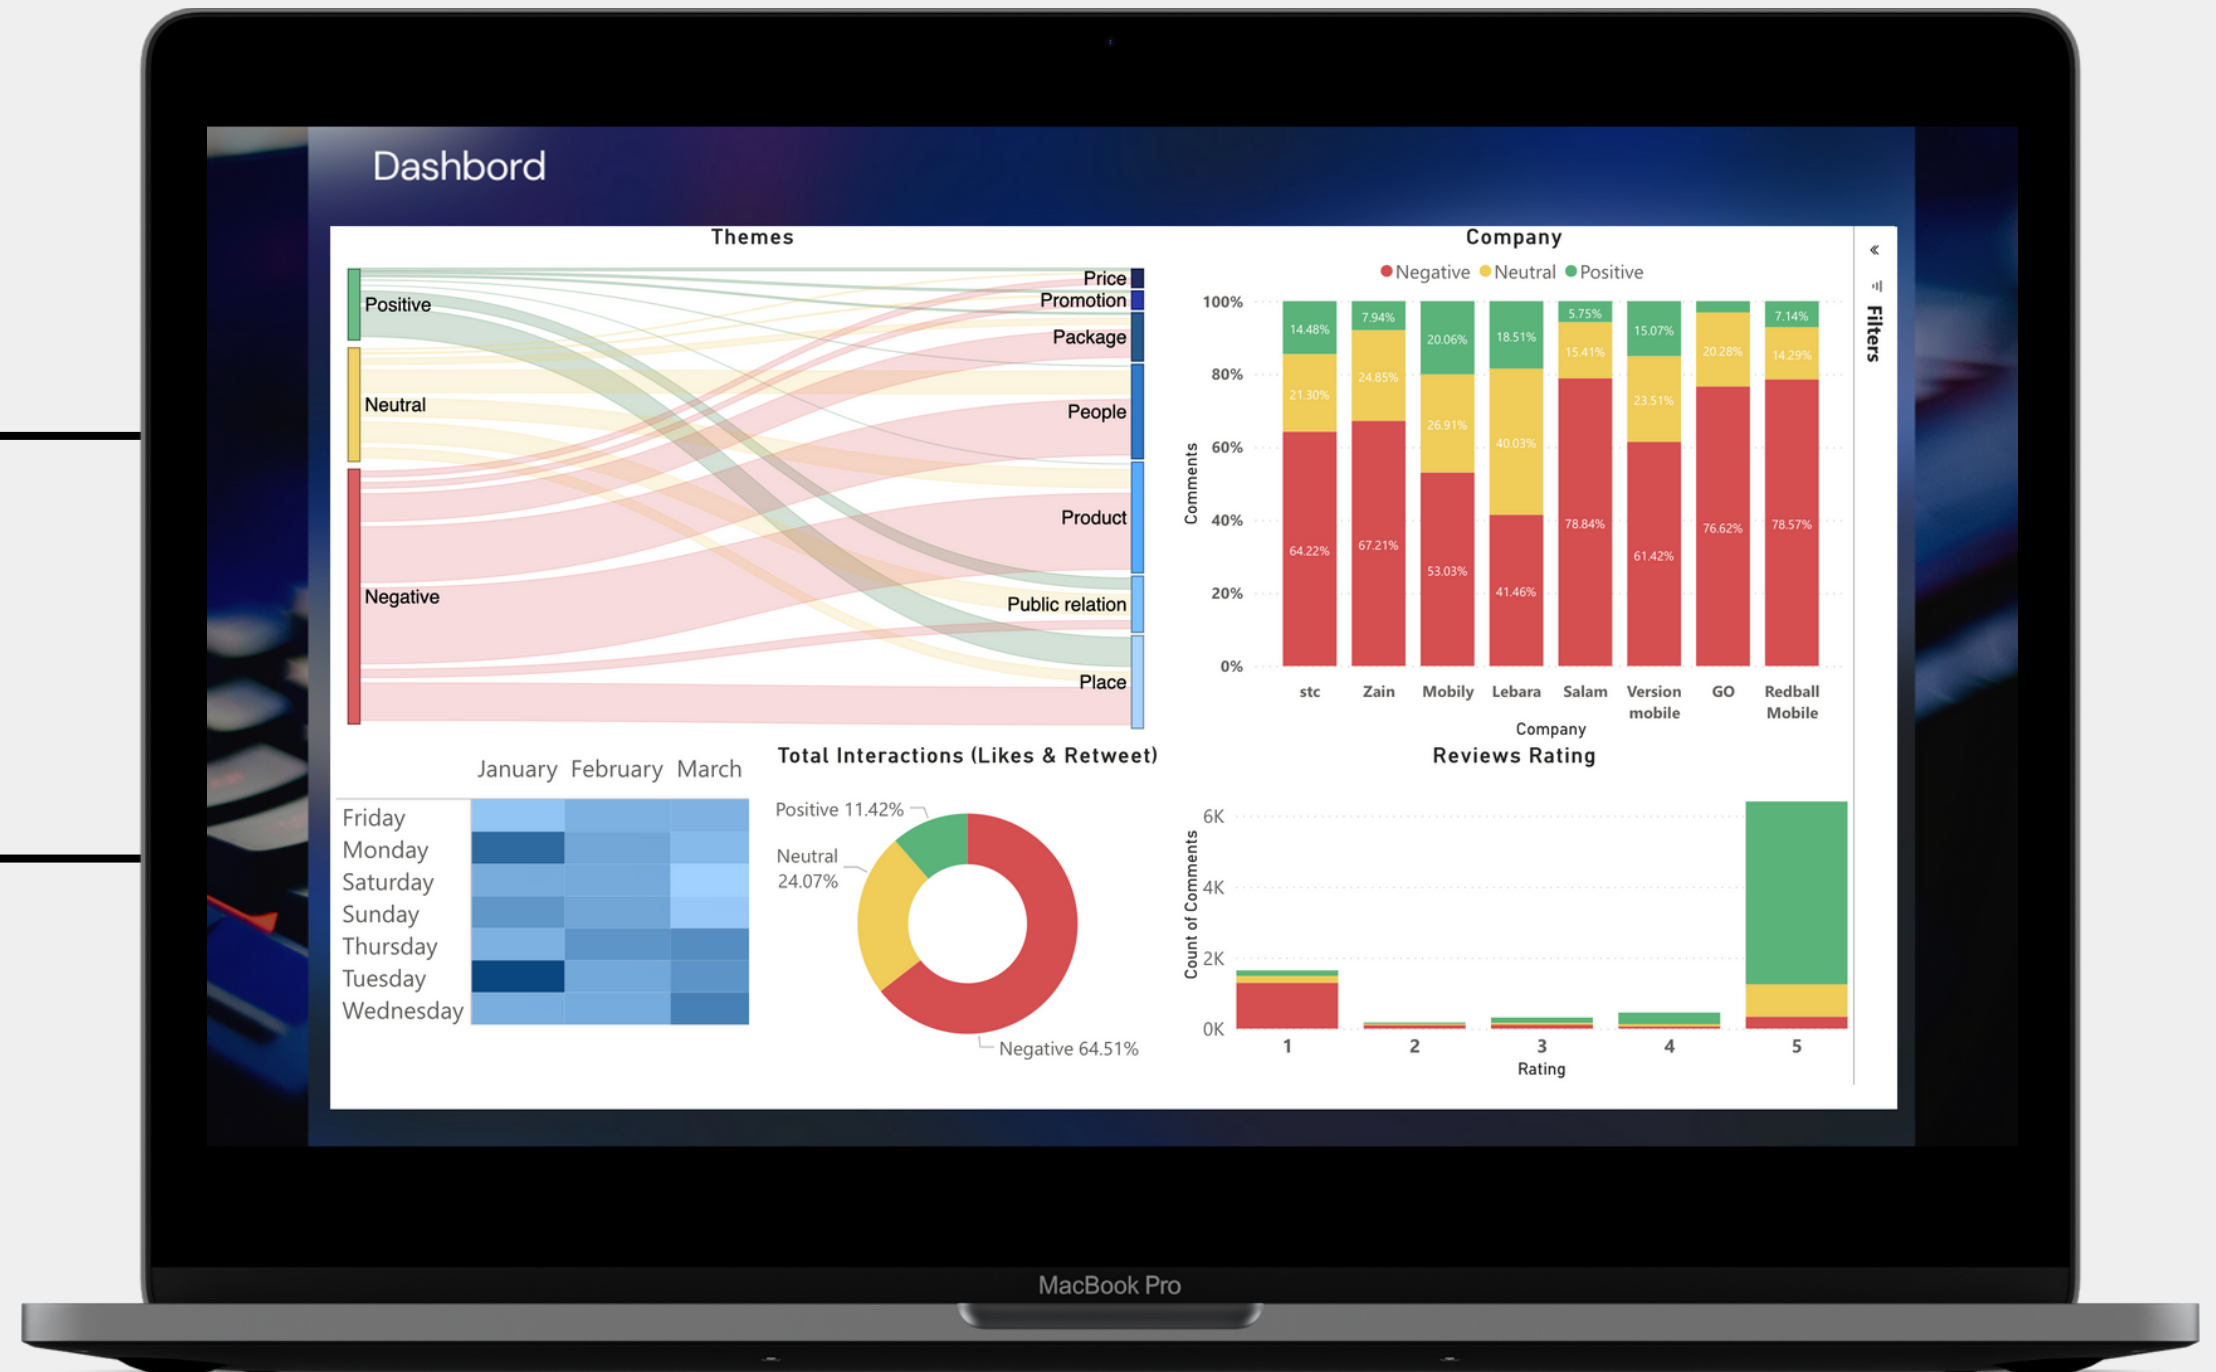 Dashbord
Themes
Positive
Neutral
Negative
Price
Promotion
Package
People
Product
Public relation
Place
Company
Negative Neutral Positive
Comments
100%
80%
60%
40%
20%
0%
14.48%
21.30%
64.22%
7.94%
24.85%
67.21%
20.06%
26.91%
53.03%
18.51%
40.03%
41.46%
5.75%
15.41%
78.84%
15.07%
23.51%
61.42%
20.28%
76.62%
7.14%
14.29%
78.57%
stc Zain Mobily Lebara Salam Version mobile GO Redball Mobile
Company
Filters
January February March
Friday
Monday
Saturday
Sunday
Thursday
Tuesday
Wednesday
Total Interactions (Likes & Retweet)
Positive 11.42%
Neutral
24.07%
Negative 64.51%
Reviews Rating
Count of Comments
6K
4K
2K
0K
1 2 3 4 5
Rating
MacBook Pro